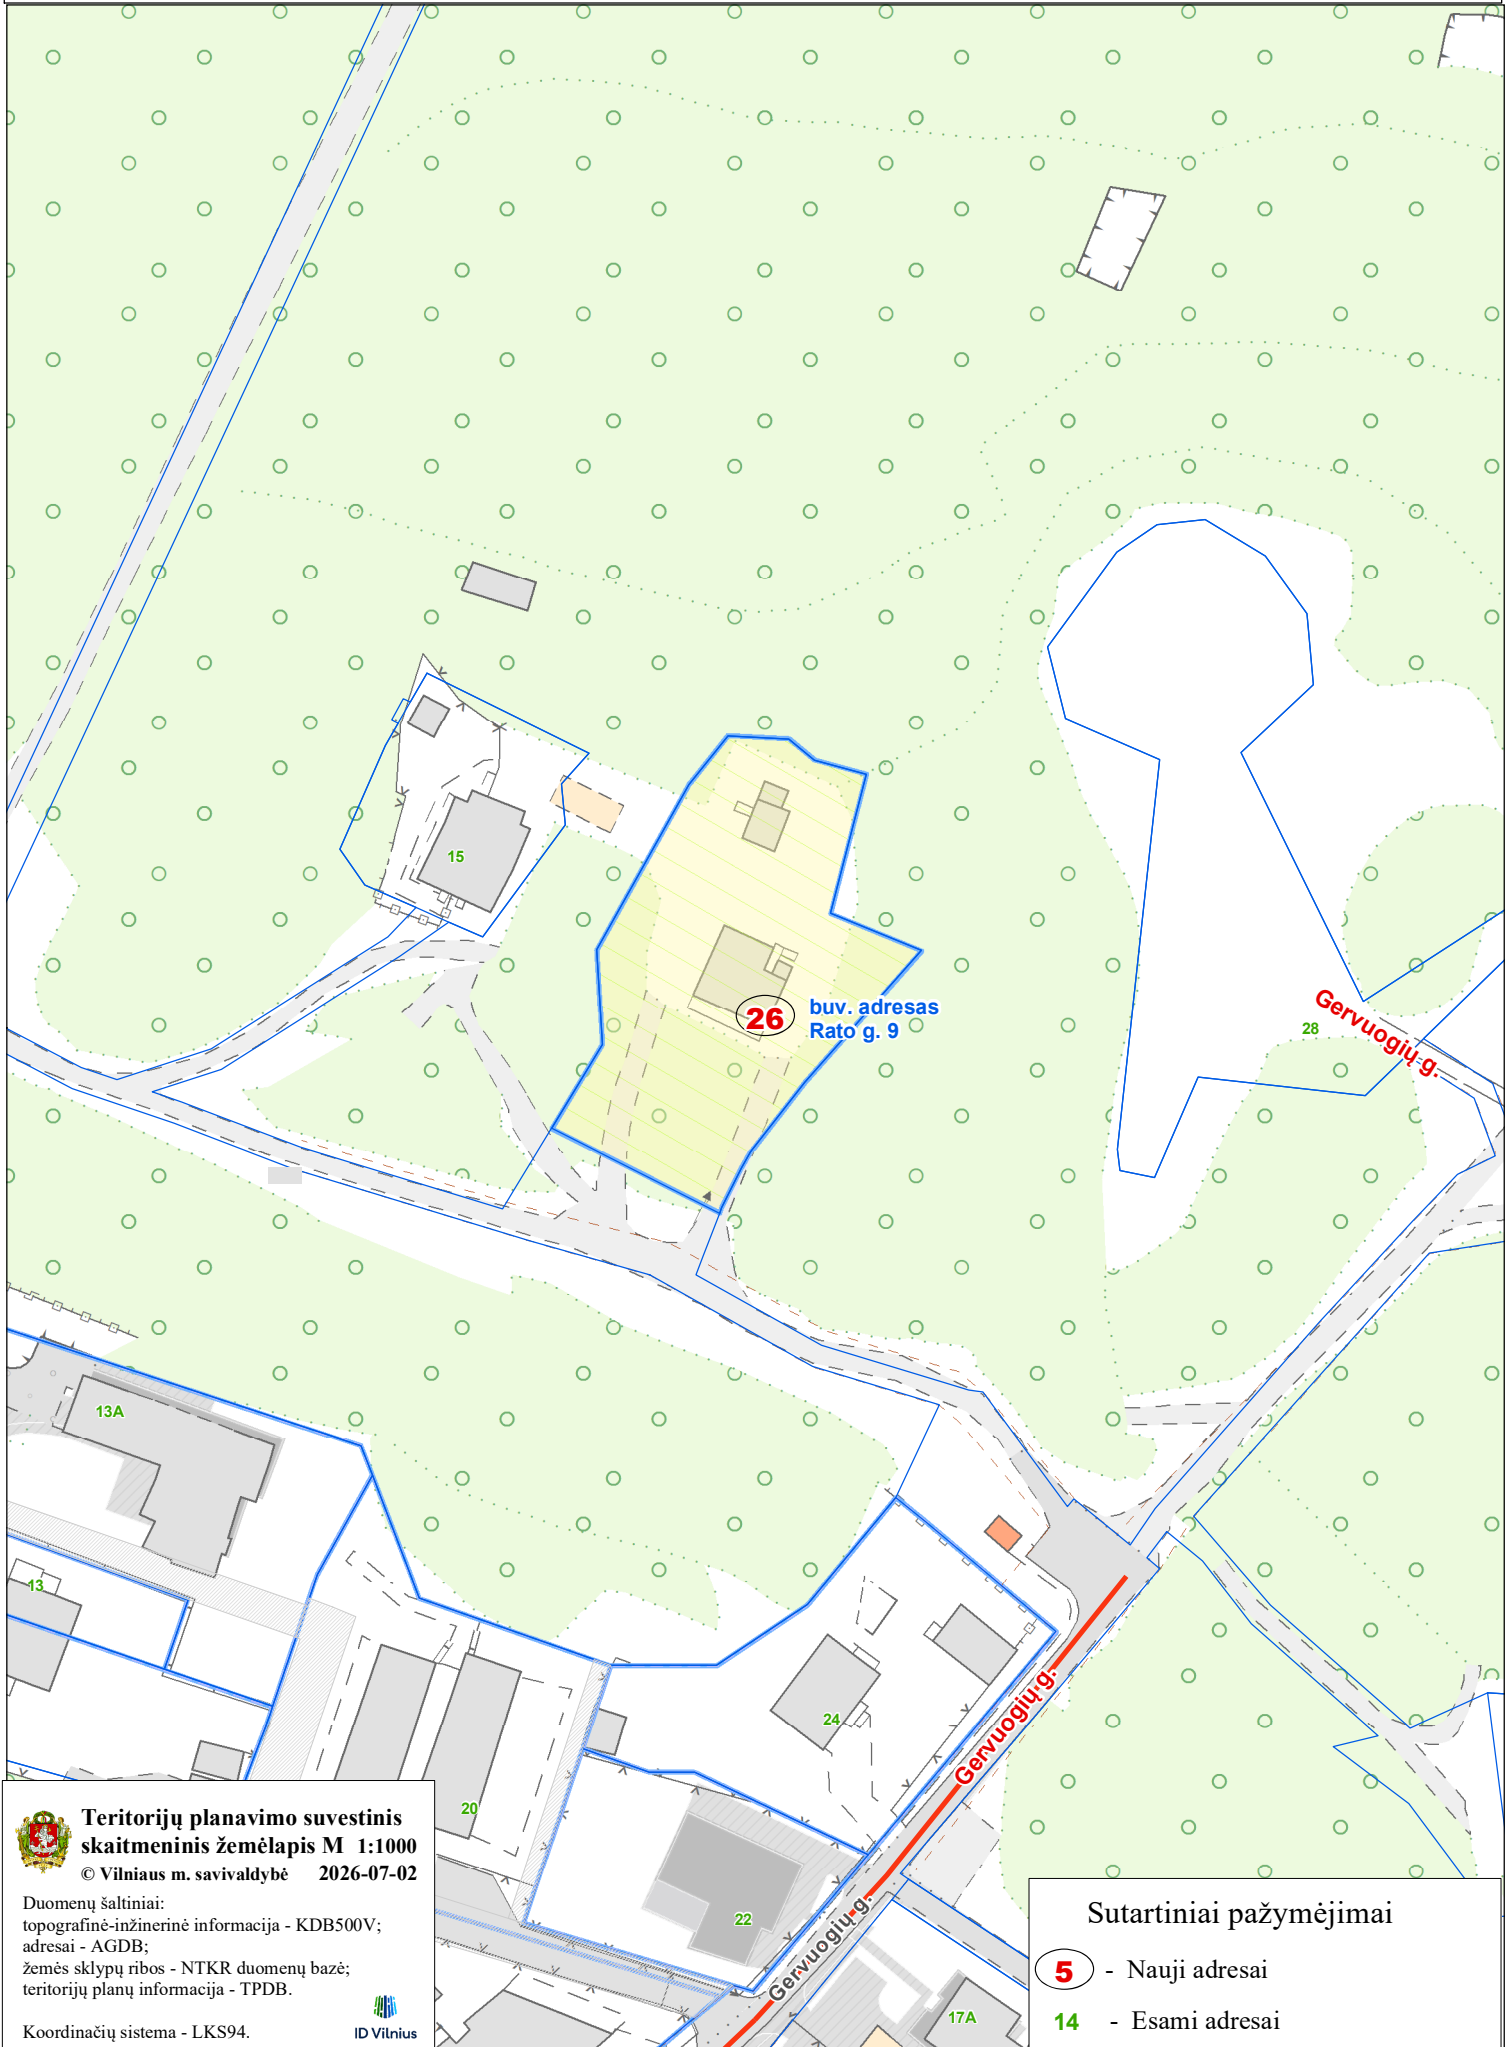 15
26
buv. adresas
Rato g. 9
Gervuogių g.
28
13A
13
24
Gervuogių g.
20
22
Gervuogių g.
17A
Teritorijų planavimo suvestinis
skaitmeninis žemėlapis M 1:1000
© Vilniaus m. savivaldybė 2026-07-02
Duomenų šaltiniai:
topografinė-inžinerinė informacija - KDB500V;
adresai - AGDB;
žemės sklypų ribos - NTKR duomenų bazė;
teritorijų planų informacija - TPDB.
Koordinačių sistema - LKS94.
ID Vilnius
Sutartiniai pažymėjimai
5 - Nauji adresai
14 - Esami adresai